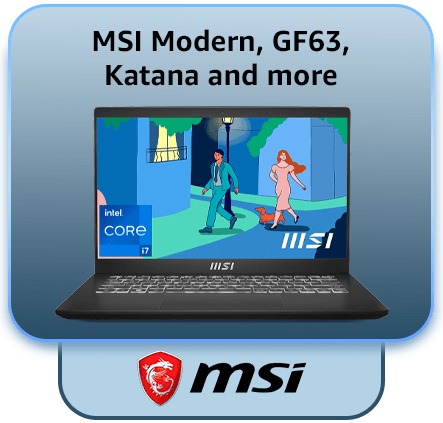 MSI Modern, GF63,
Katana and more
intel
CORE
i7
msi
msi
msi